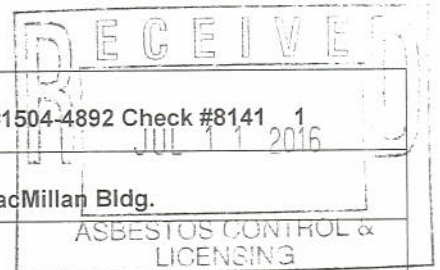 RECEIVED
#1504-4892 Check #8141 1
JUL 11 2016
acMillan Bldg.
ASBESTOS CONTROL &
LICENSING